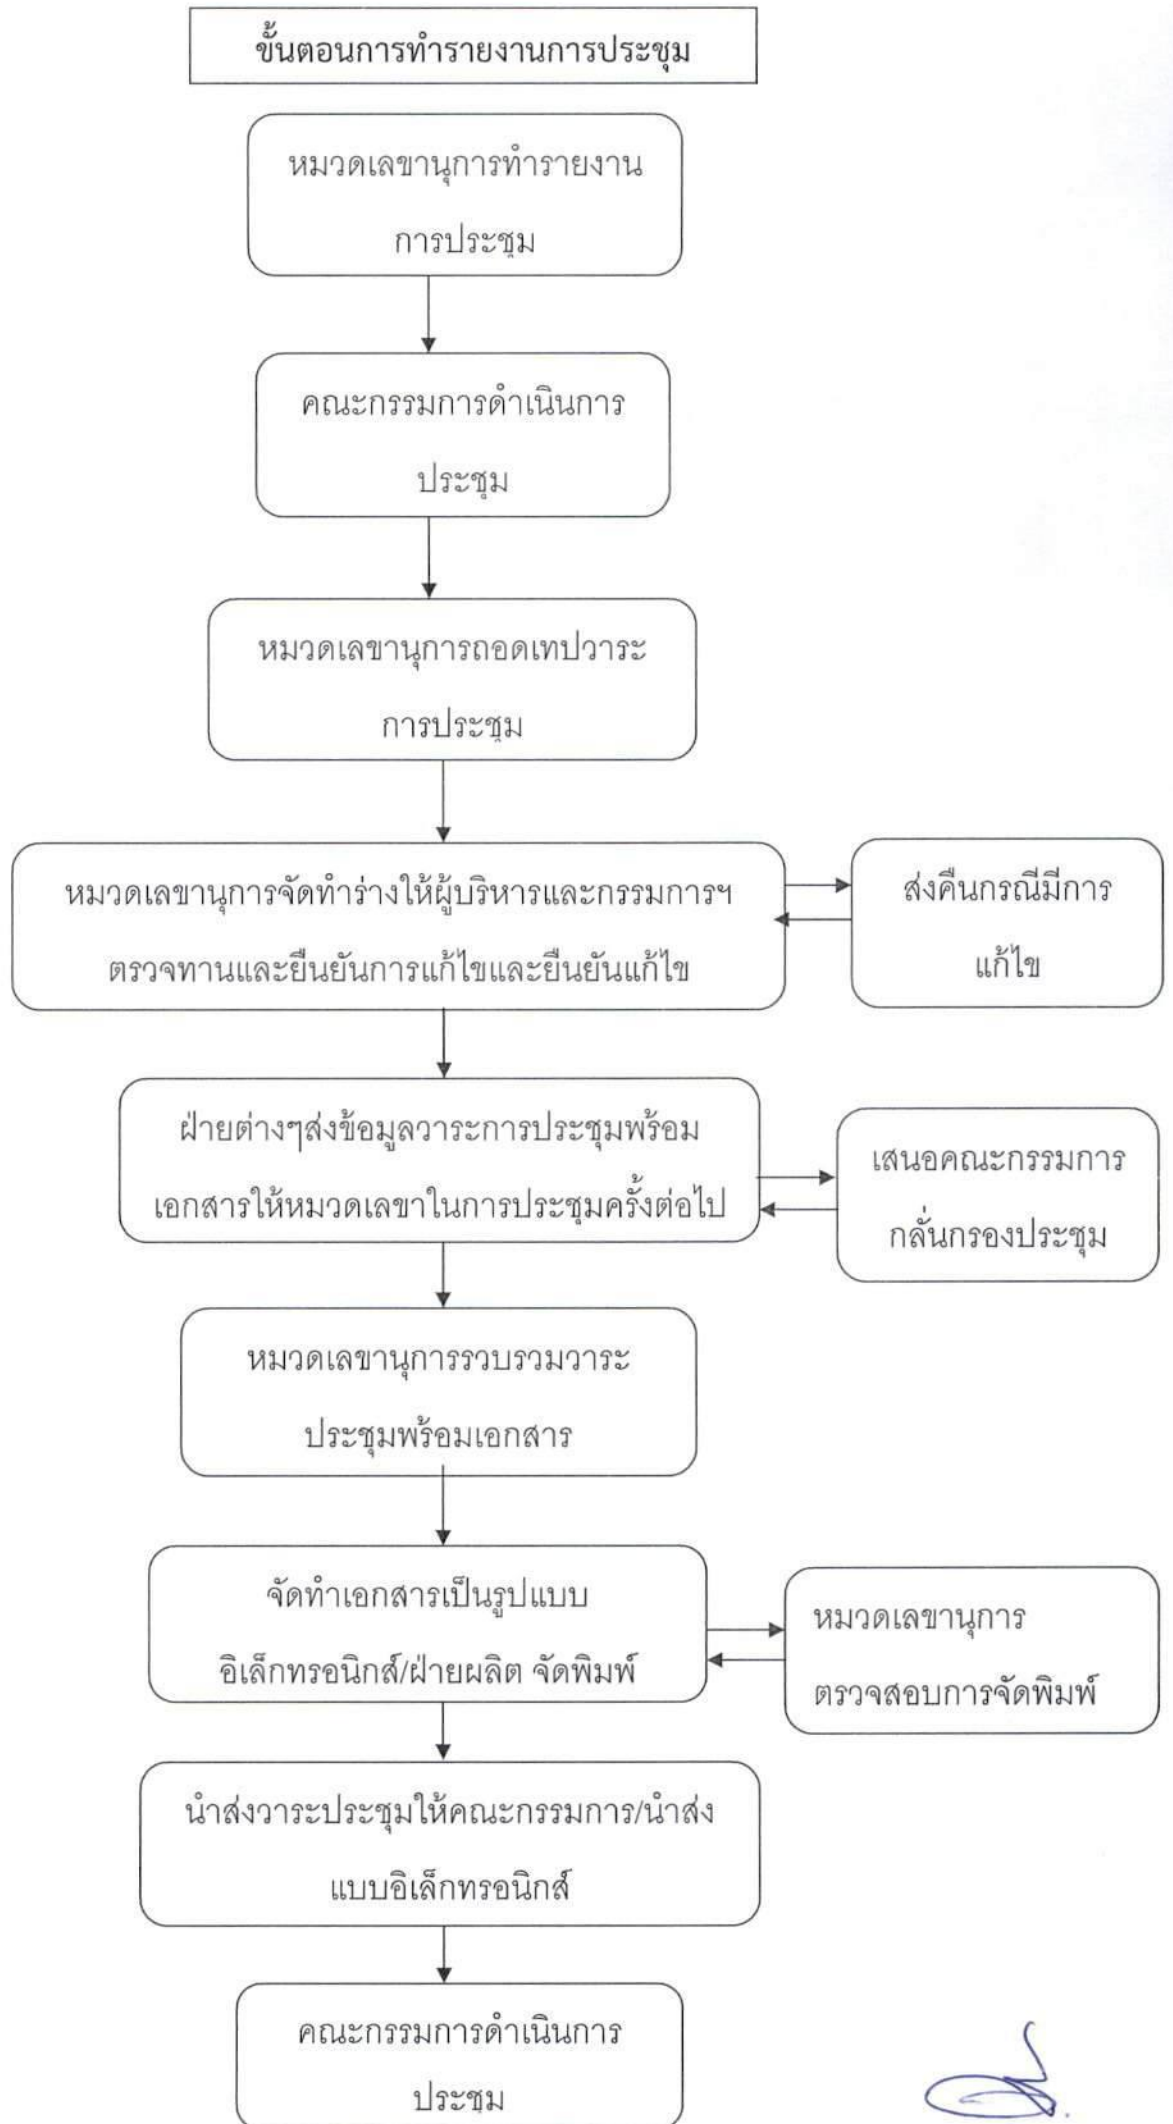 ขั้นตอนการทำรายงานการประชุม
หมวดเลขานุการทำรายงาน
การประชุม
คณะกรรมการดำเนินการ
ประชุม
หมวดเลขานุการถอดเทปวาระ
การประชุม
หมวดเลขานุการจัดทำร่างให้ผู้บริหารและกรรมการฯ
ตรวจทานและยืนยันการแก้ไขและยืนยันแก้ไข
ส่งคืนกรณีมีการ
แก้ไข
ฝ่ายต่างๆส่งข้อมูลวาระการประชุมพร้อม
เอกสารให้หมวดเลขาในการประชุมครั้งต่อไป
เสนอคณะกรรมการ
กลั่นกรองประชุม
หมวดเลขานุการรวบรวมวาระ
ประชุมพร้อมเอกสาร
จัดทำเอกสารเป็นรูปแบบ
อิเล็กทรอนิกส์/ฝ่ายผลิต จัดพิมพ์
หมวดเลขานุการ
ตรวจสอบการจัดพิมพ์
นำส่งวาระประชุมให้คณะกรรมการ/นำส่ง
แบบอิเล็กทรอนิกส์
คณะกรรมการดำเนินการ
ประชุม